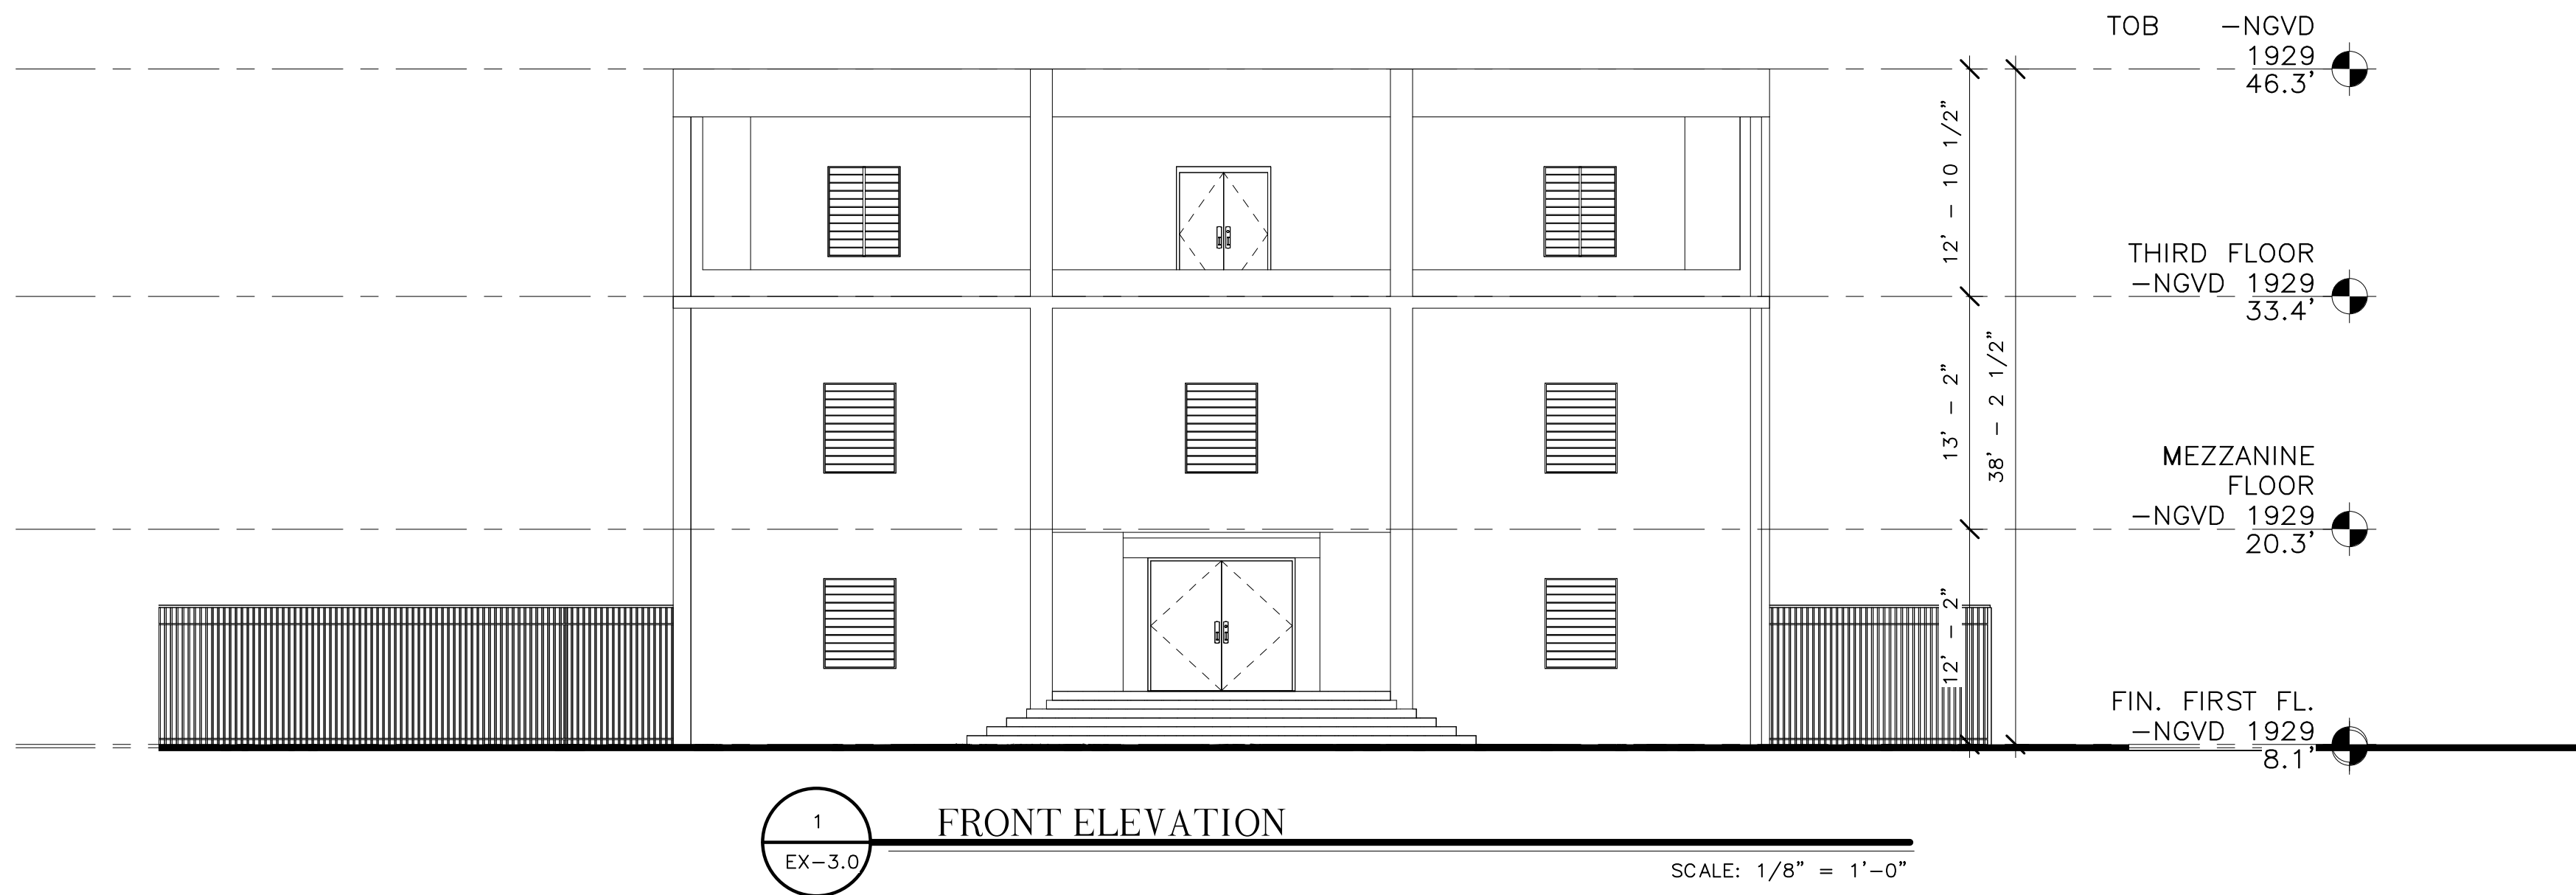 TOB -NGVD
1929
46.3'
12' - 10 1/2"
THIRD FLOOR
-NGVD 1929
33.4'
13' - 2"
38' - 2 1/2"
MEZZANINE
FLOOR
-NGVD 1929
20.3'
12' - 2"
FIN. FIRST FL.
-NGVD 1929
8.1'
1
EX-3.0
FRONT ELEVATION
SCALE: 1/8" = 1'-0"